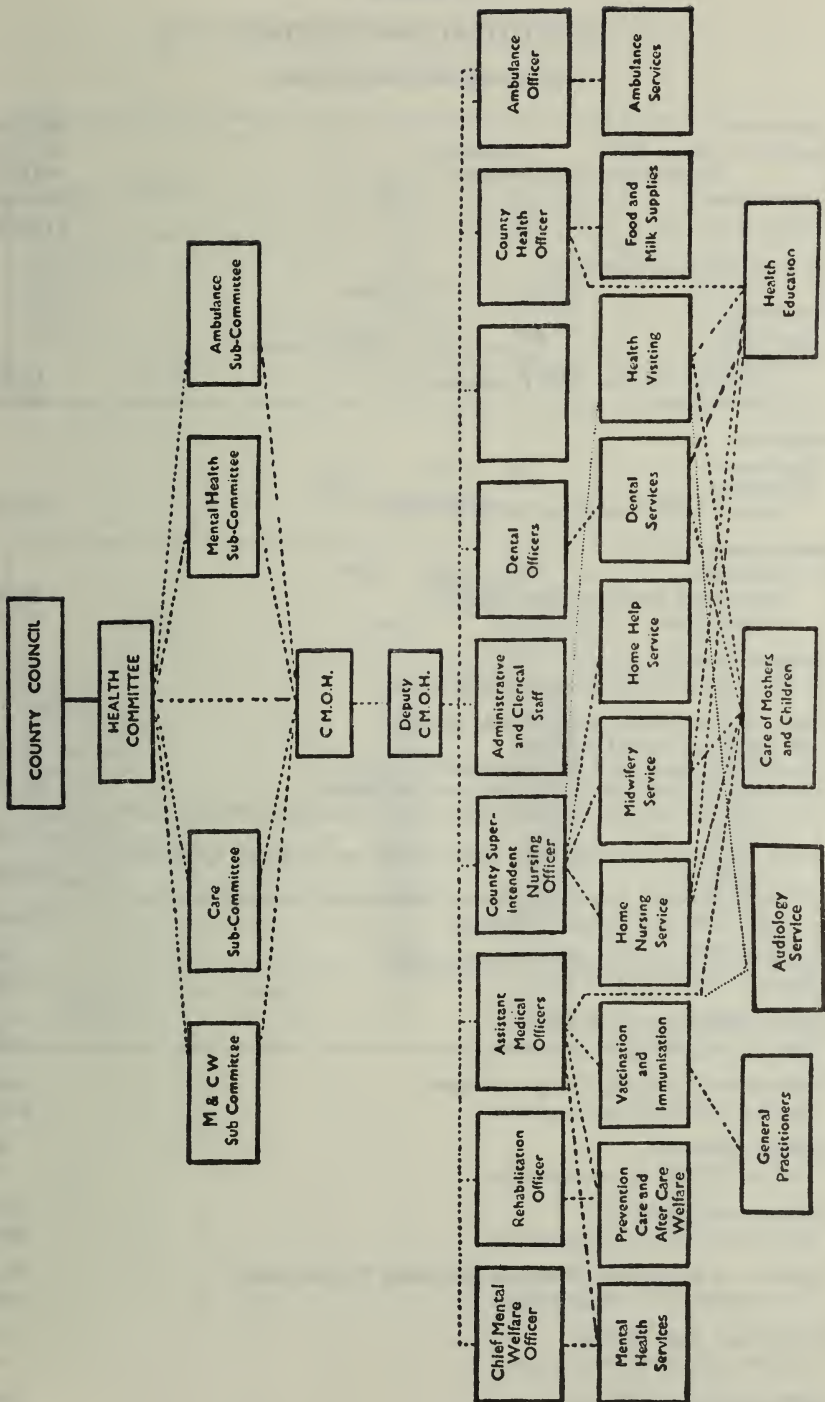 COUNTY COUNCIL
HEALTH
COMMITTEE
M & CW
Sub Committee
Care
Sub-Committee
Mental Health
Sub-Committee
Ambulance
Sub-Committee
C M.O.H.
Deputy
C M.O.H.
Chief Mental
Welfare
Officer
Rehabilitation
Officer
Assistant
Medical
Officers
County Super-
intendent
Nursing
Officer
Administrative
and Clerical
Staff
Dental
Officers
County
Health
Officer
Ambulance
Officer
Mental
Health
Services
Prevention
Care and
After Care
Welfare
Vaccination
and
Immunisation
Home
Nursing
Service
Midwifery
Service
Home Help
Service
Dental
Services
Health
Visiting
Food and
Milk Supplies
Ambulance
Services
General
Practitioners
Audiology
Service
Care of Mothers
and Children
Health
Education